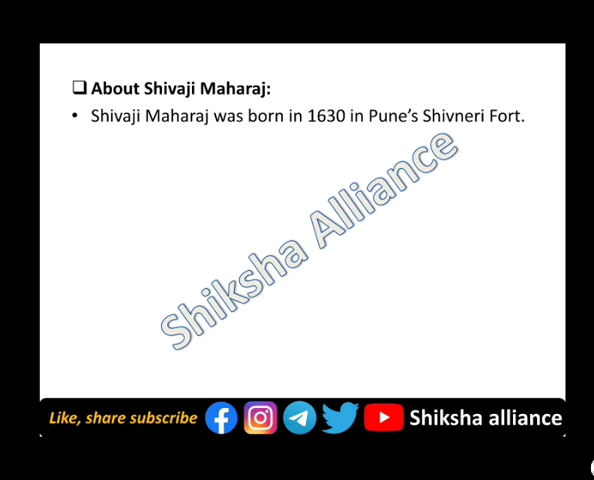 About Shivaji Maharaj:
• Shivaji Maharaj was born in 1630 in Pune’s Shivneri Fort.
Shiksha Alliance
Like, share subscribe
Shiksha alliance